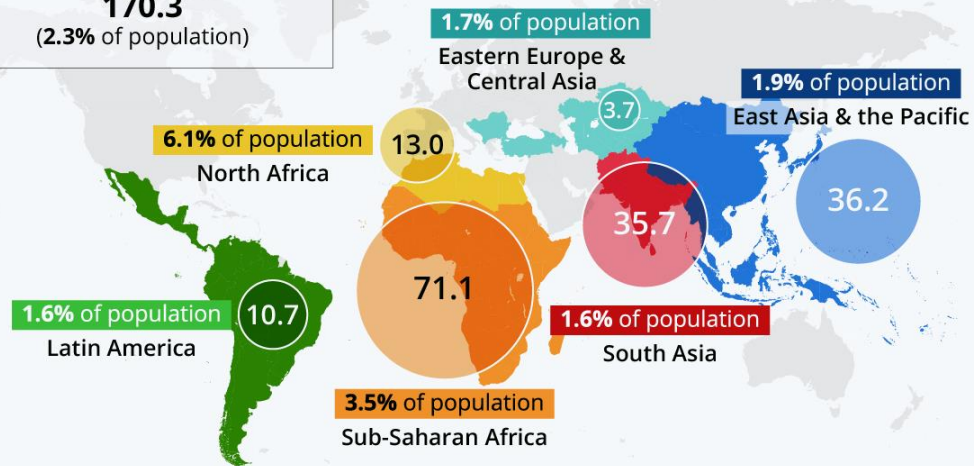 170.3
(2.3% of population)
1.7% of population
Eastern Europe &
Central Asia
3.7
1.9% of population
East Asia & the Pacific
36.2
6.1% of population
North Africa
13.0
35.7
71.1
1.6% of population
Latin America
10.7
1.6% of population
South Asia
3.5% of population
Sub-Saharan Africa